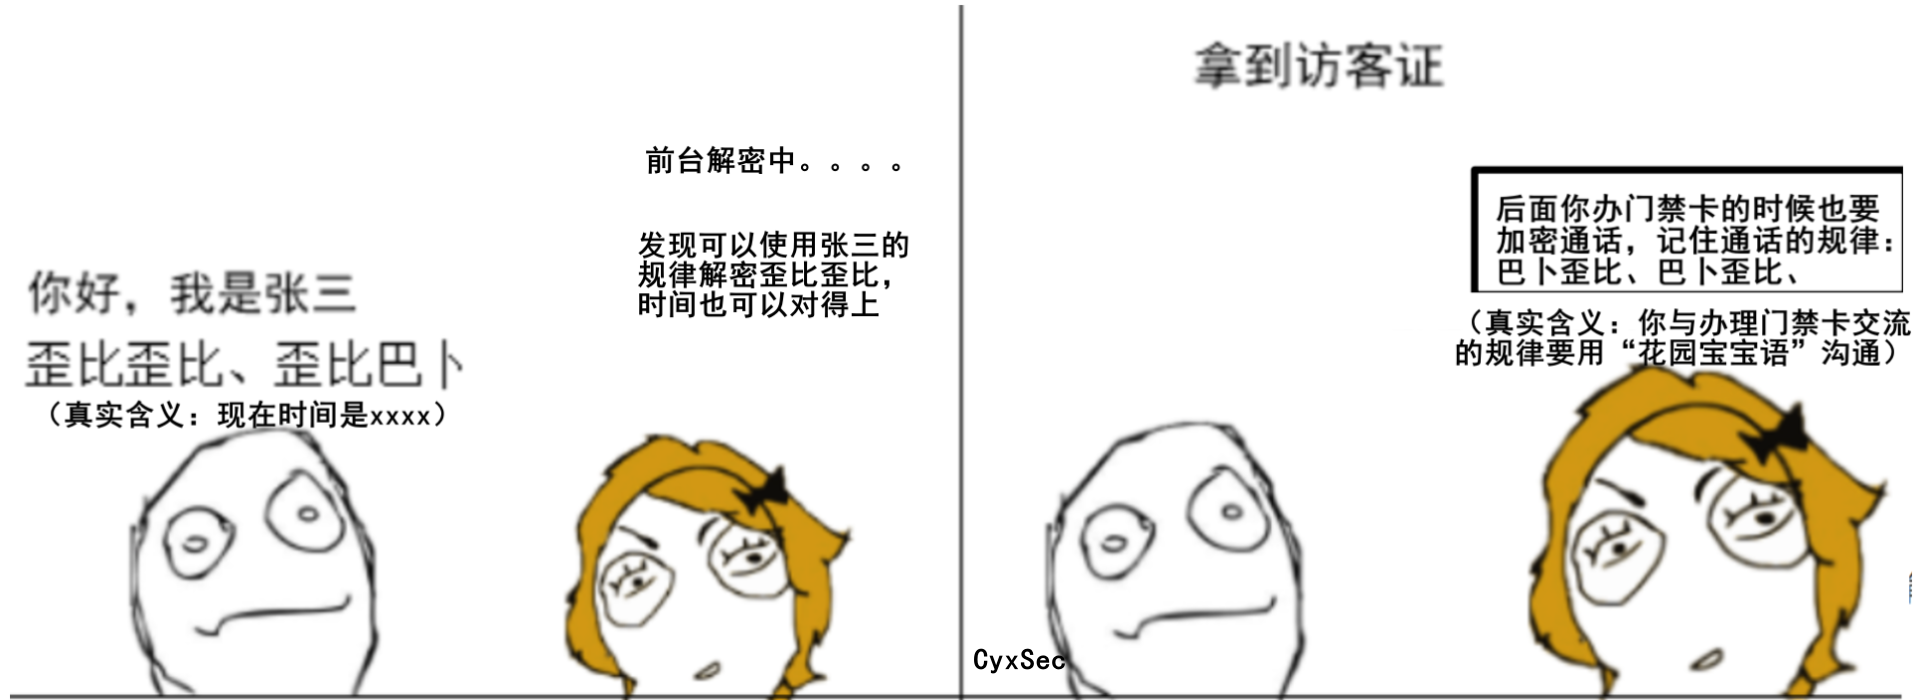 你好，我是张三
歪比歪比、歪比巴卜
（真实含义：现在时间是xxxx）
前台解密中。。。。
发现可以使用张三的
规律解密歪比歪比，
时间也可以对得上
拿到访客证
后面你办门禁卡的时候也要
加密通话，记住通话的规律：
巴卜歪比、巴卜歪比、
（真实含义：你与办理门禁卡交流
的规律要用“花园宝宝语”沟通）
CyxSec